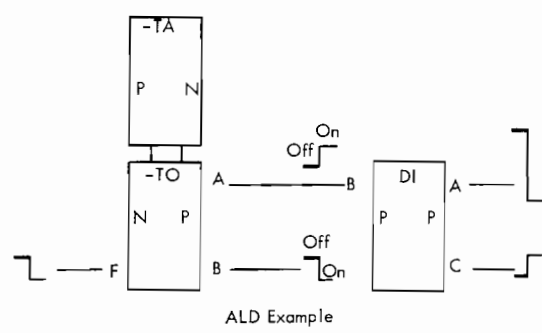 -TA
P N
On
Off
-TO A B DI A
N P P P
Off
F B On C
ALD Example